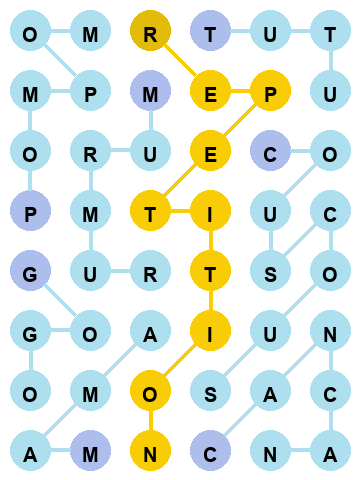 O M R T U T
M P M E P U
O R U E C O
P M T I U C
G U R T S O
G O A I U N
O M O S A C
A M N C N A